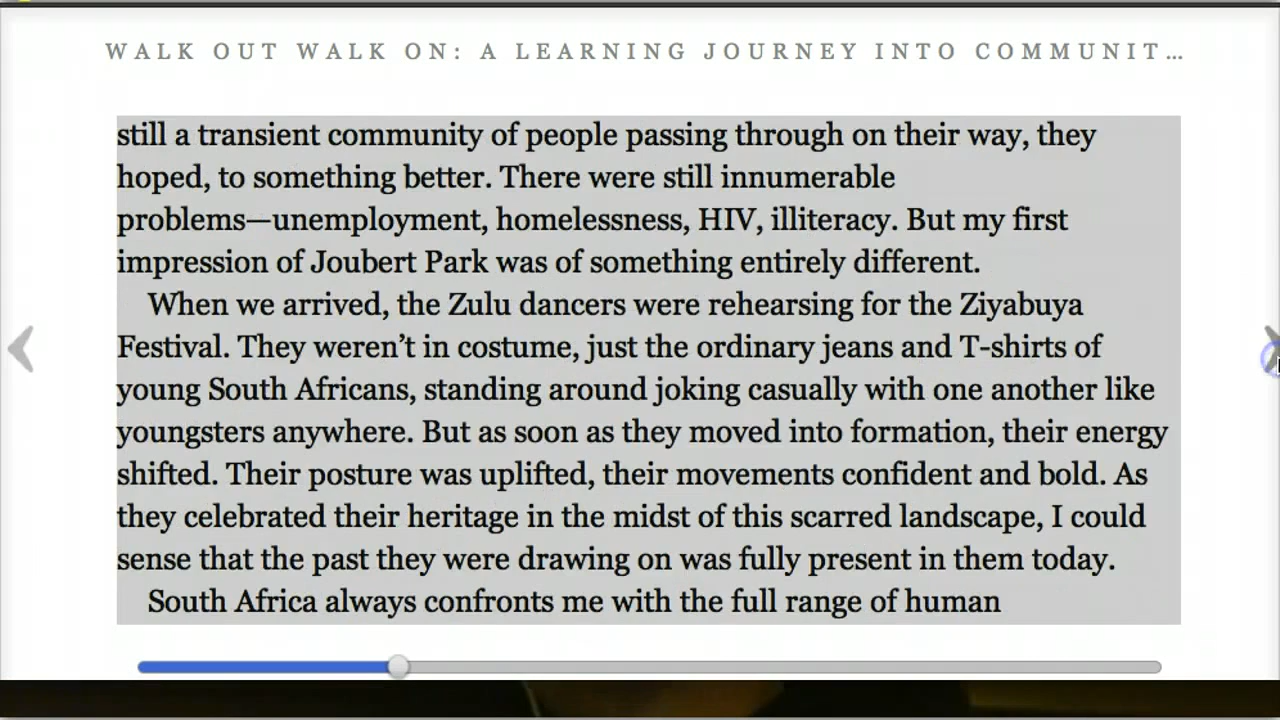 WALK OUT WALK ON: A LEARNING JOURNEY INTO COMMUNIT…
still a transient community of people passing through on their way, they
hoped, to something better. There were still innumerable
problems—unemployment, homelessness, HIV, illiteracy. But my first
impression of Joubert Park was of something entirely different.
When we arrived, the Zulu dancers were rehearsing for the Ziyabuya
Festival. They weren’t in costume, just the ordinary jeans and T-shirts of
young South Africans, standing around joking casually with one another like
youngsters anywhere. But as soon as they moved into formation, their energy
shifted. Their posture was uplifted, their movements confident and bold. As
they celebrated their heritage in the midst of this scarred landscape, I could
sense that the past they were drawing on was fully present in them today.
South Africa always confronts me with the full range of human